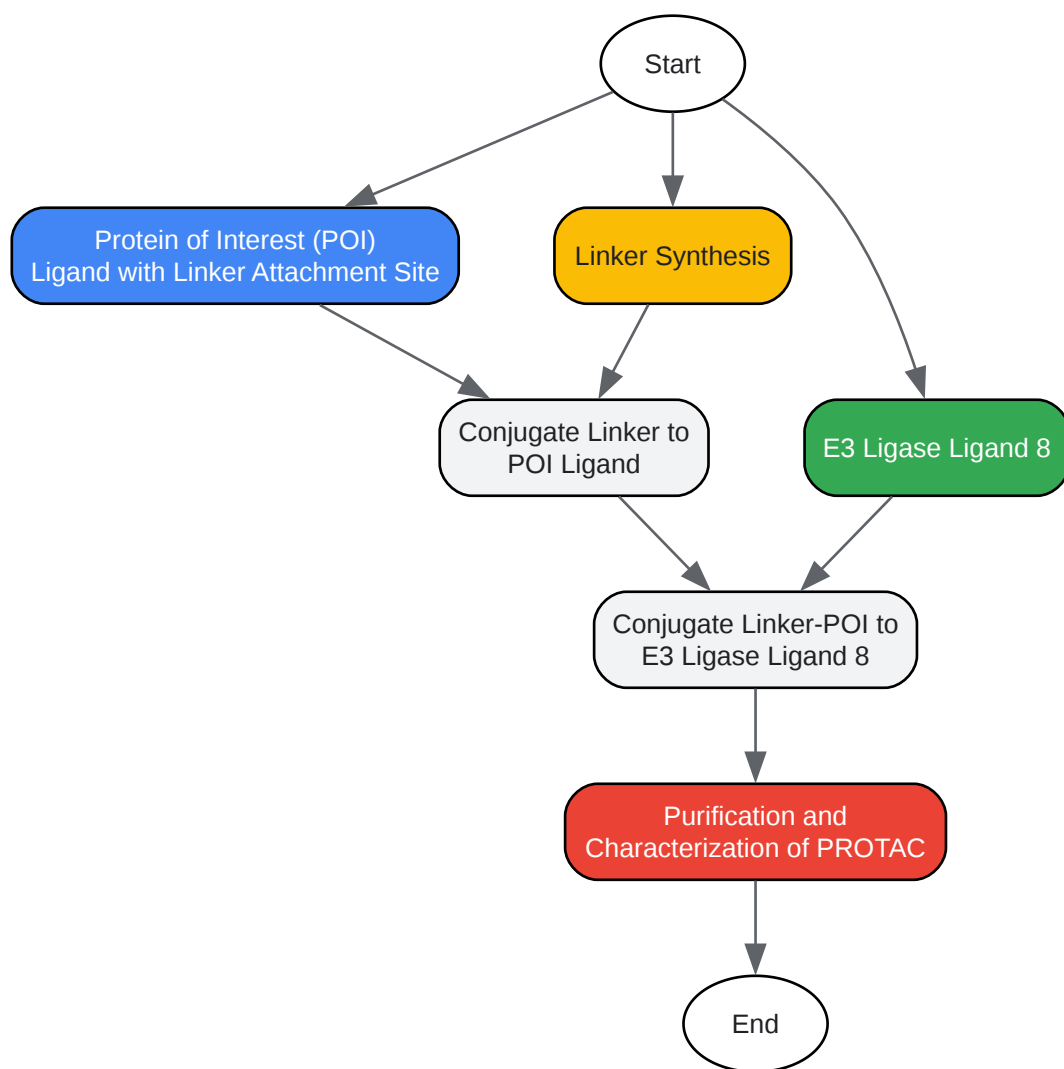 Start
Protein of Interest (POI)
Ligand with Linker Attachment Site
Linker Synthesis
Conjugate Linker to
POI Ligand
E3 Ligase Ligand 8
Conjugate Linker-POI to
E3 Ligase Ligand 8
Purification and
Characterization of PROTAC
End